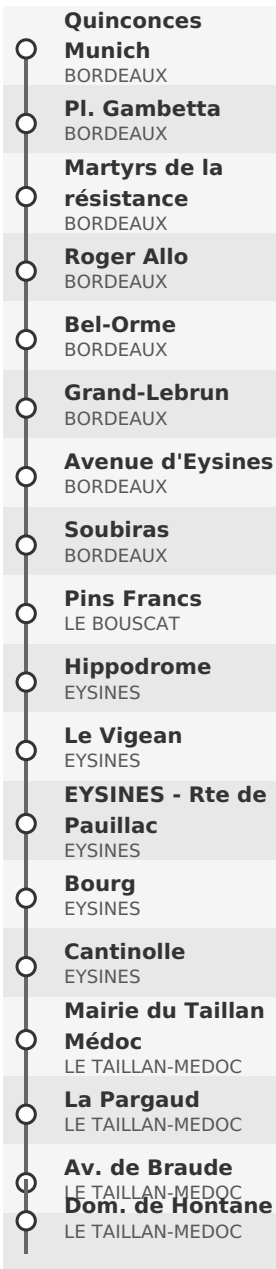 Quinconces
Munich
BORDEAUX
Pl. Gambetta
BORDEAUX
Martyrs de la
résistance
BORDEAUX
Roger Allo
BORDEAUX
Bel-Orme
BORDEAUX
Grand-Lebrun
BORDEAUX
Avenue d'Eysines
BORDEAUX
Soubiras
BORDEAUX
Pins Francs
LE BOUSCAT
Hippodrome
EYSINES
Le Vigean
EYSINES
EYSINES - Rte de
Pauillac
EYSINES
Bourg
EYSINES
Cantinolle
EYSINES
Mairie du Taillan
Médoc
LE TAILLAN-MEDOC
La Pargaud
LE TAILLAN-MEDOC
Av. de Braude
LE TAILLAN-MEDOC
Dom. de Hontane
LE TAILLAN-MEDOC